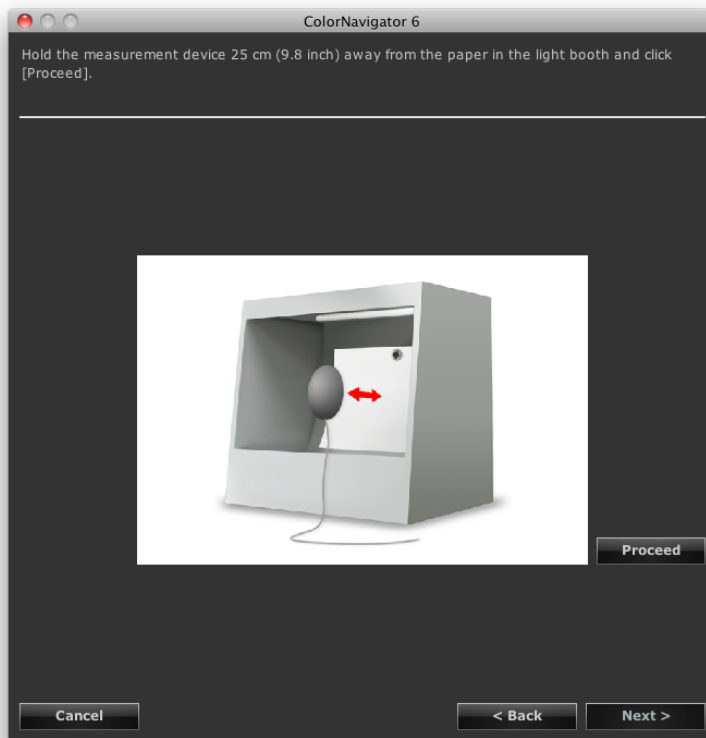 ColorNavigator 6
Hold the measurement device 25 cm (9.8 inch) away from the paper in the light booth and click
[Proceed].
Proceed
Cancel
< Back
Next >